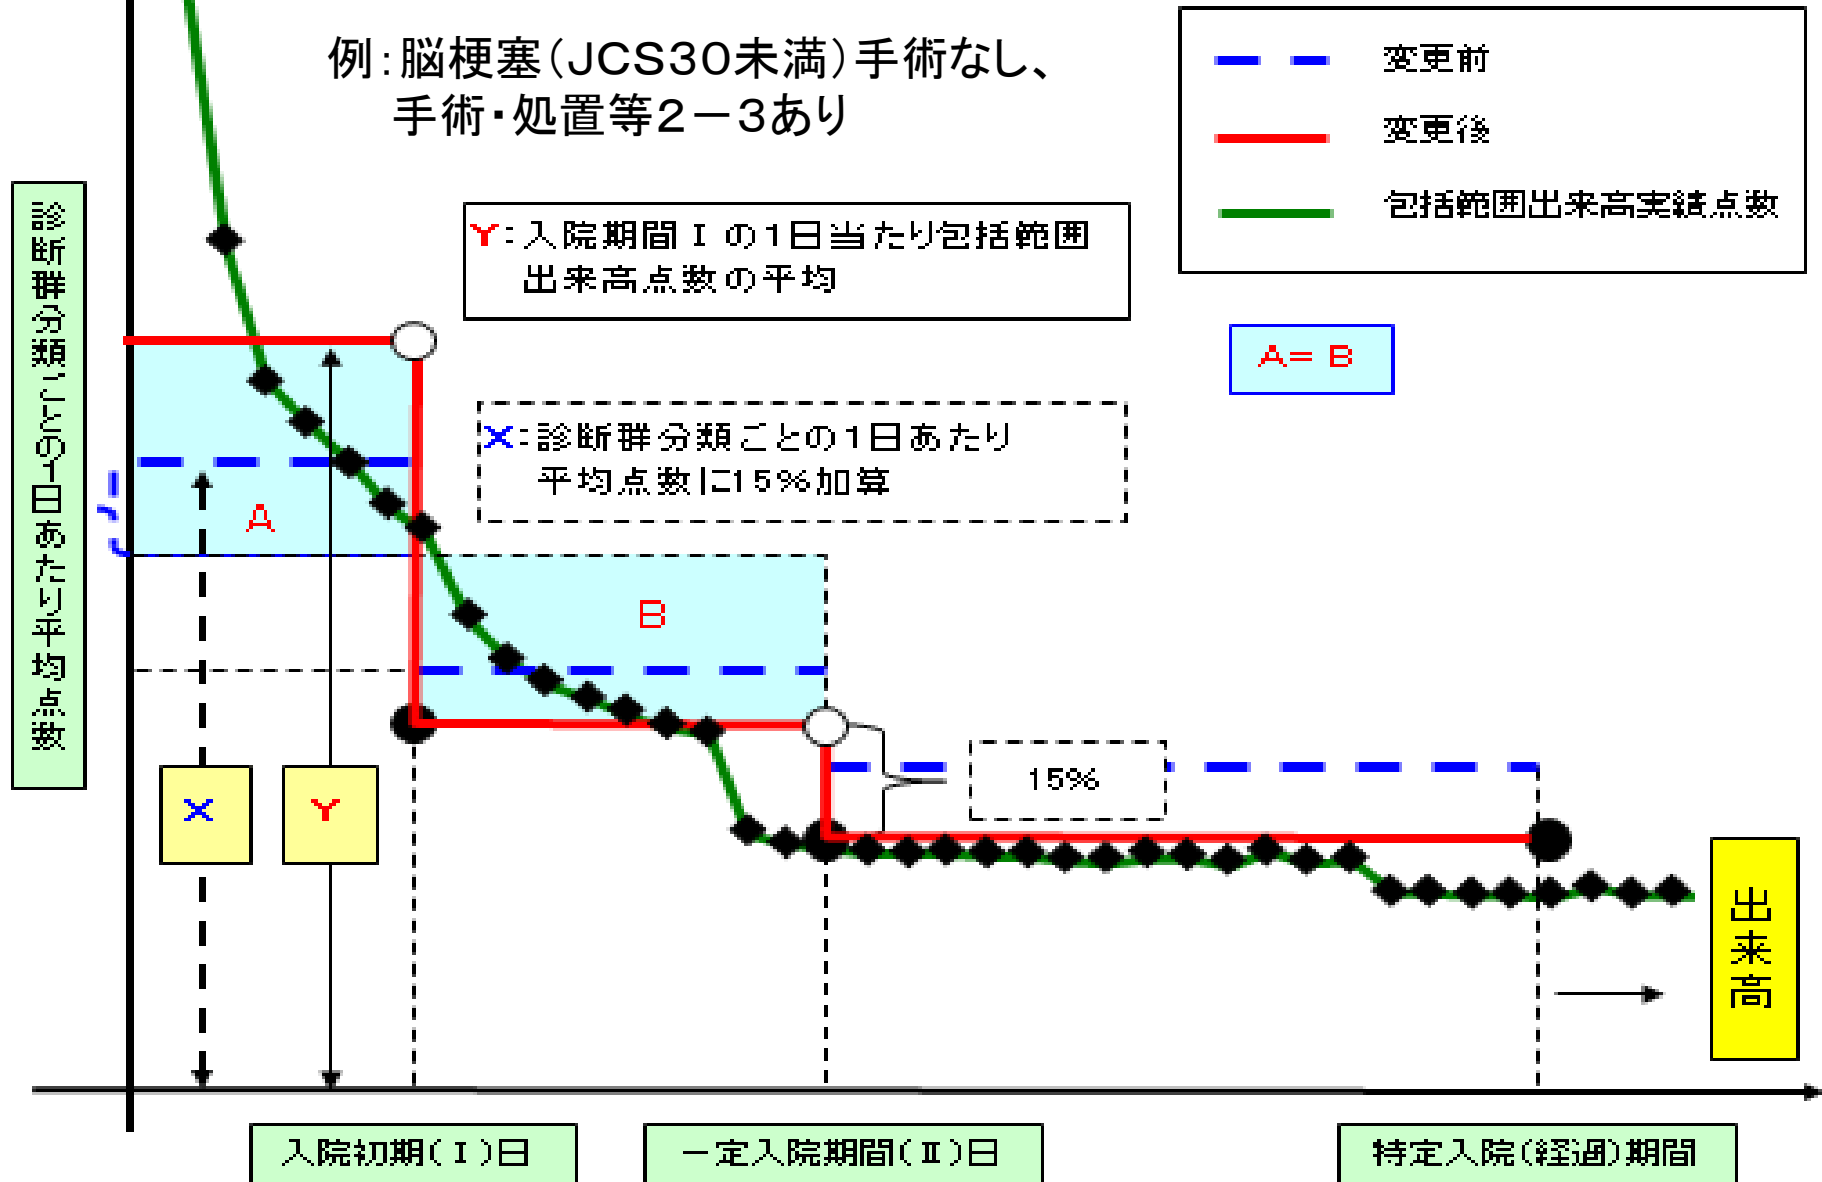 例：脳梗塞（ＪＣＳ３０未満）手術なし、
手術・処置等２－３あり
変更前
変更後
包括範囲出来高実績点数
診断群分類ごとの1日あたり平均点数
Y：入院期間Ⅰの1日当たり包括範囲
出来高点数の平均
A＝B
X：診断群分類ごとの1日あたり
平均点数に15%加算
A
B
15%
X
Y
出来高
入院初期(Ⅰ)日
一定入院期間(Ⅱ)日
特定入院(経過)期間